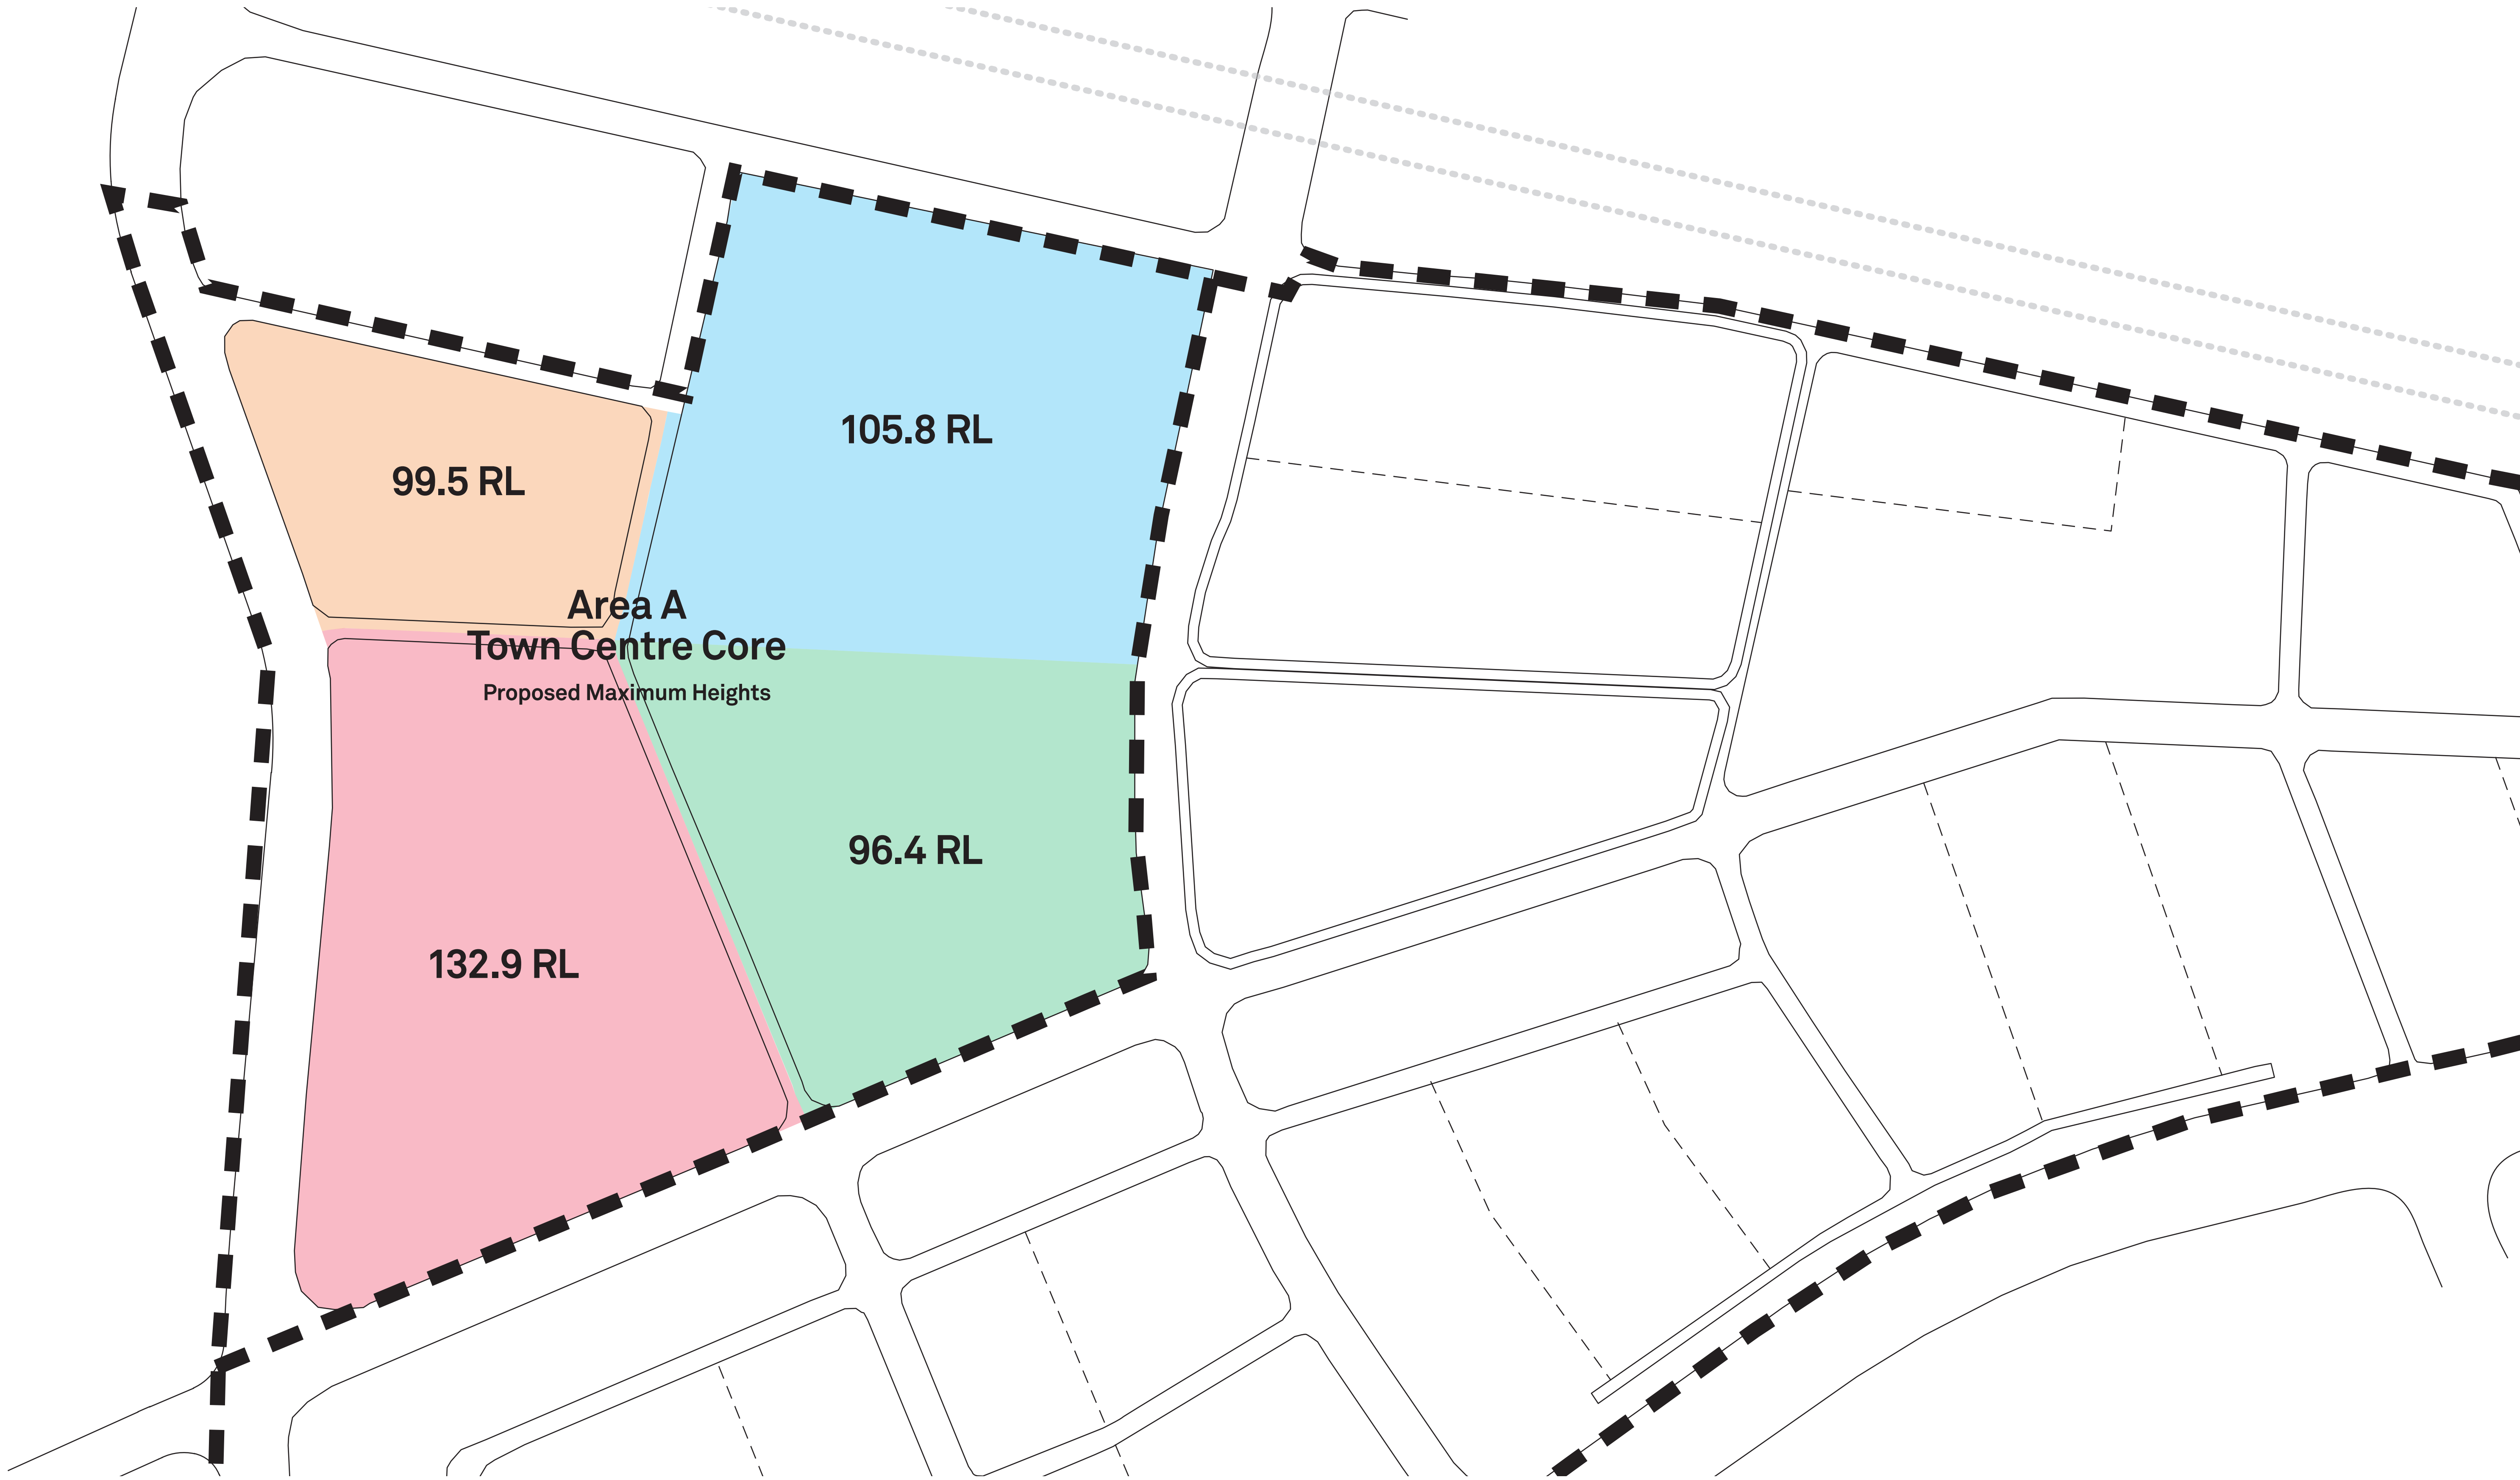 105.8 RL
99.5 RL
Area A
Town Centre Core
Proposed Maximum Heights
96.4 RL
132.9 RL